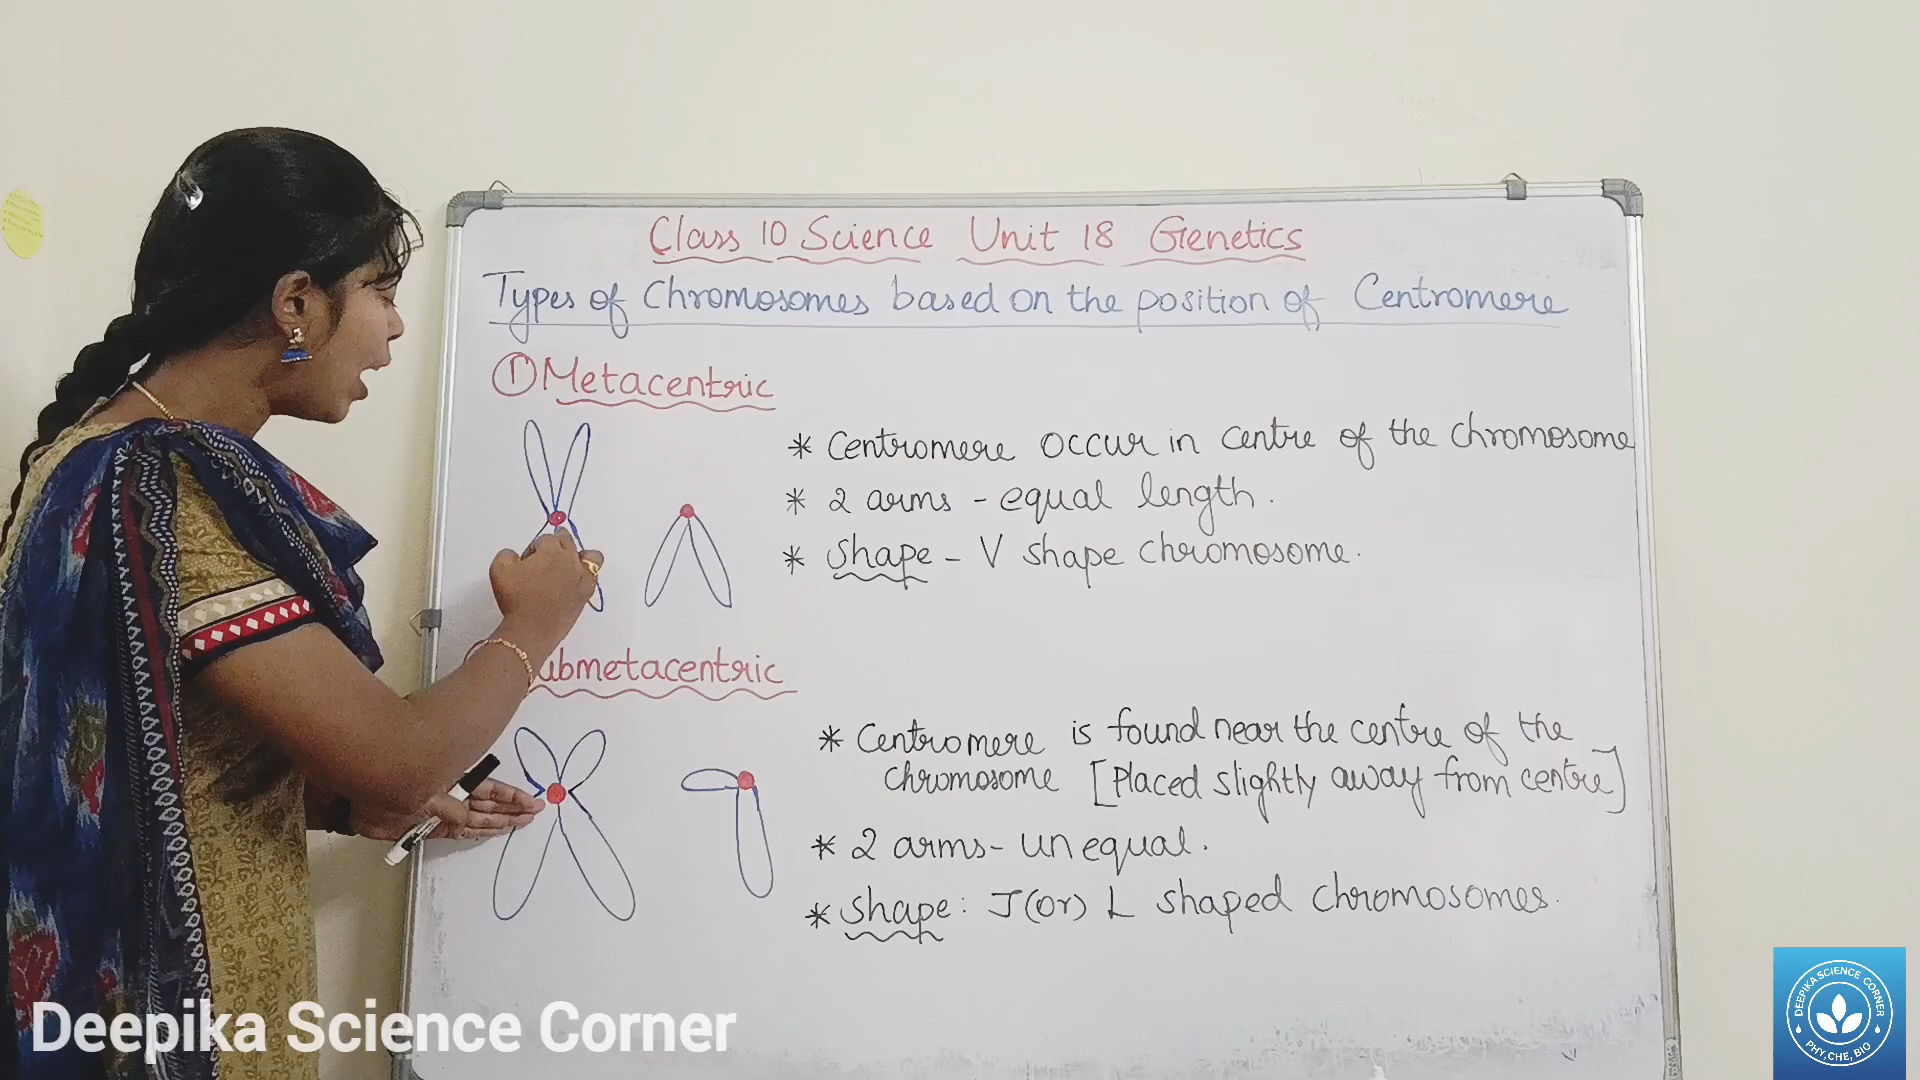 Class 10 Science Unit 18 Genetics
Types of Chromosomes based on the position of Centromere
① Metacentric
* Centromere occur in centre of the chromosome
* 2 arms - equal length.
* Shape - V shape chromosome.
ubmetacentric
* Centromere is found near the centre of the
chromosome [Placed slightly away from centre]
* 2 arms - unequal.
* Shape: J(or) L shaped chromosomes.
Deepika Science Corner
DEEPIKA SCIENCE CORNER
PHY, CHE, BIO